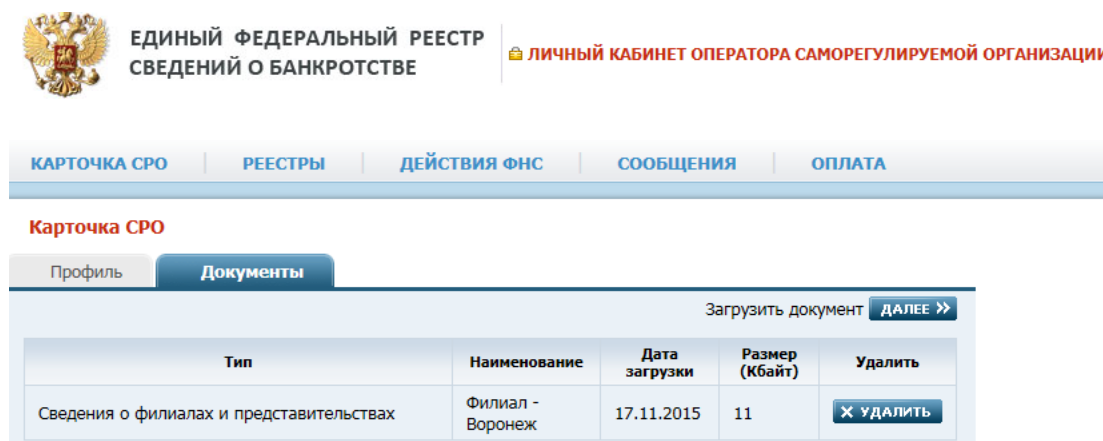 ЕДИНЫЙ ФЕДЕРАЛЬНЫЙ РЕЕСТР
СВЕДЕНИЙ О БАНКРОТСТВЕ
ЛИЧНЫЙ КАБИНЕТ ОПЕРАТОРА САМОРЕГУЛИРУЕМОЙ ОРГАНИЗАЦИИ
КАРТОЧКА СРО РЕЕСТРЫ ДЕЙСТВИЯ ФНС СООБЩЕНИЯ ОПЛАТА
Карточка СРО
Профиль Документы
Загрузить документ ДАЛЕЕ
Тип Наименование Дата загрузки Размер (Кбайт) Удалить
Сведения о филиалах и представительствах Филиал - Воронеж 17.11.2015 11 X УДАЛИТЬ